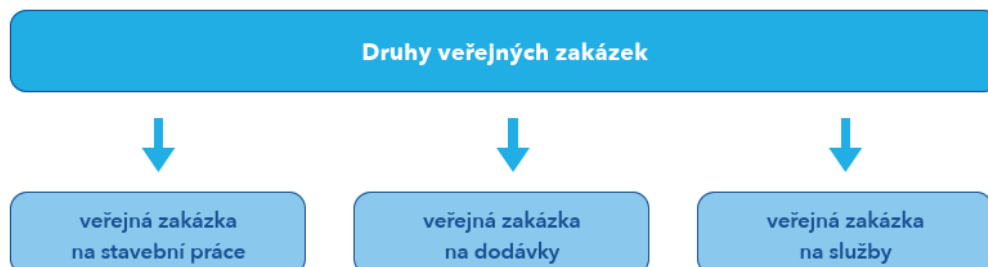 Druhy veřejných zakázek
veřejná zakázka
na stavební práce
veřejná zakázka
na dodávky
veřejná zakázka
na služby